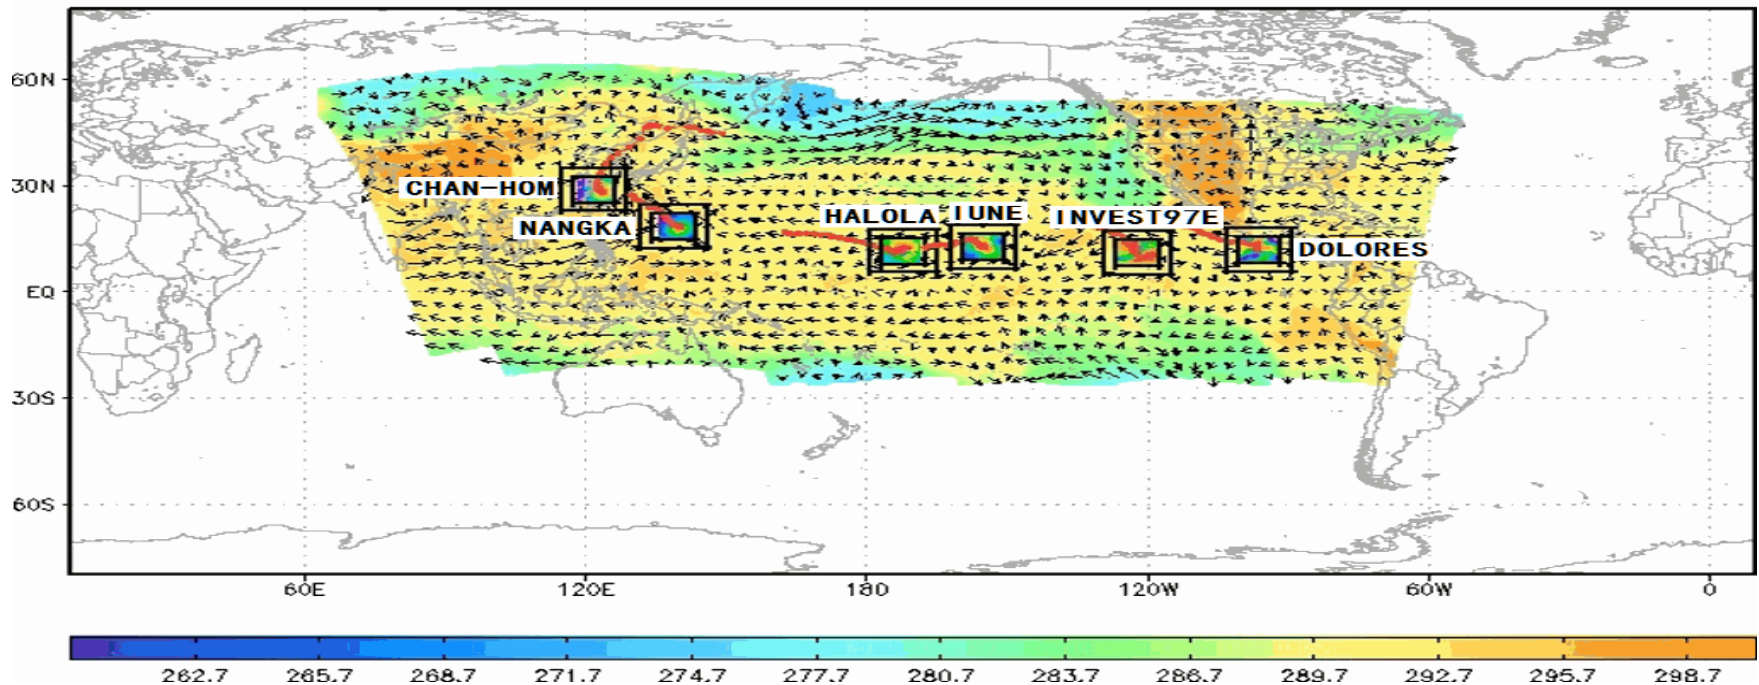 60N
30N
EQ
30S
60S
CHAN-HOM
NANGKA
HALOLA
IUNE
INVEST97E
DOLORES
60E 120E 180 120W 60W 0
262.7 265.7 268.7 271.7 274.7 277.7 280.7 283.7 286.7 289.7 292.7 295.7 298.7